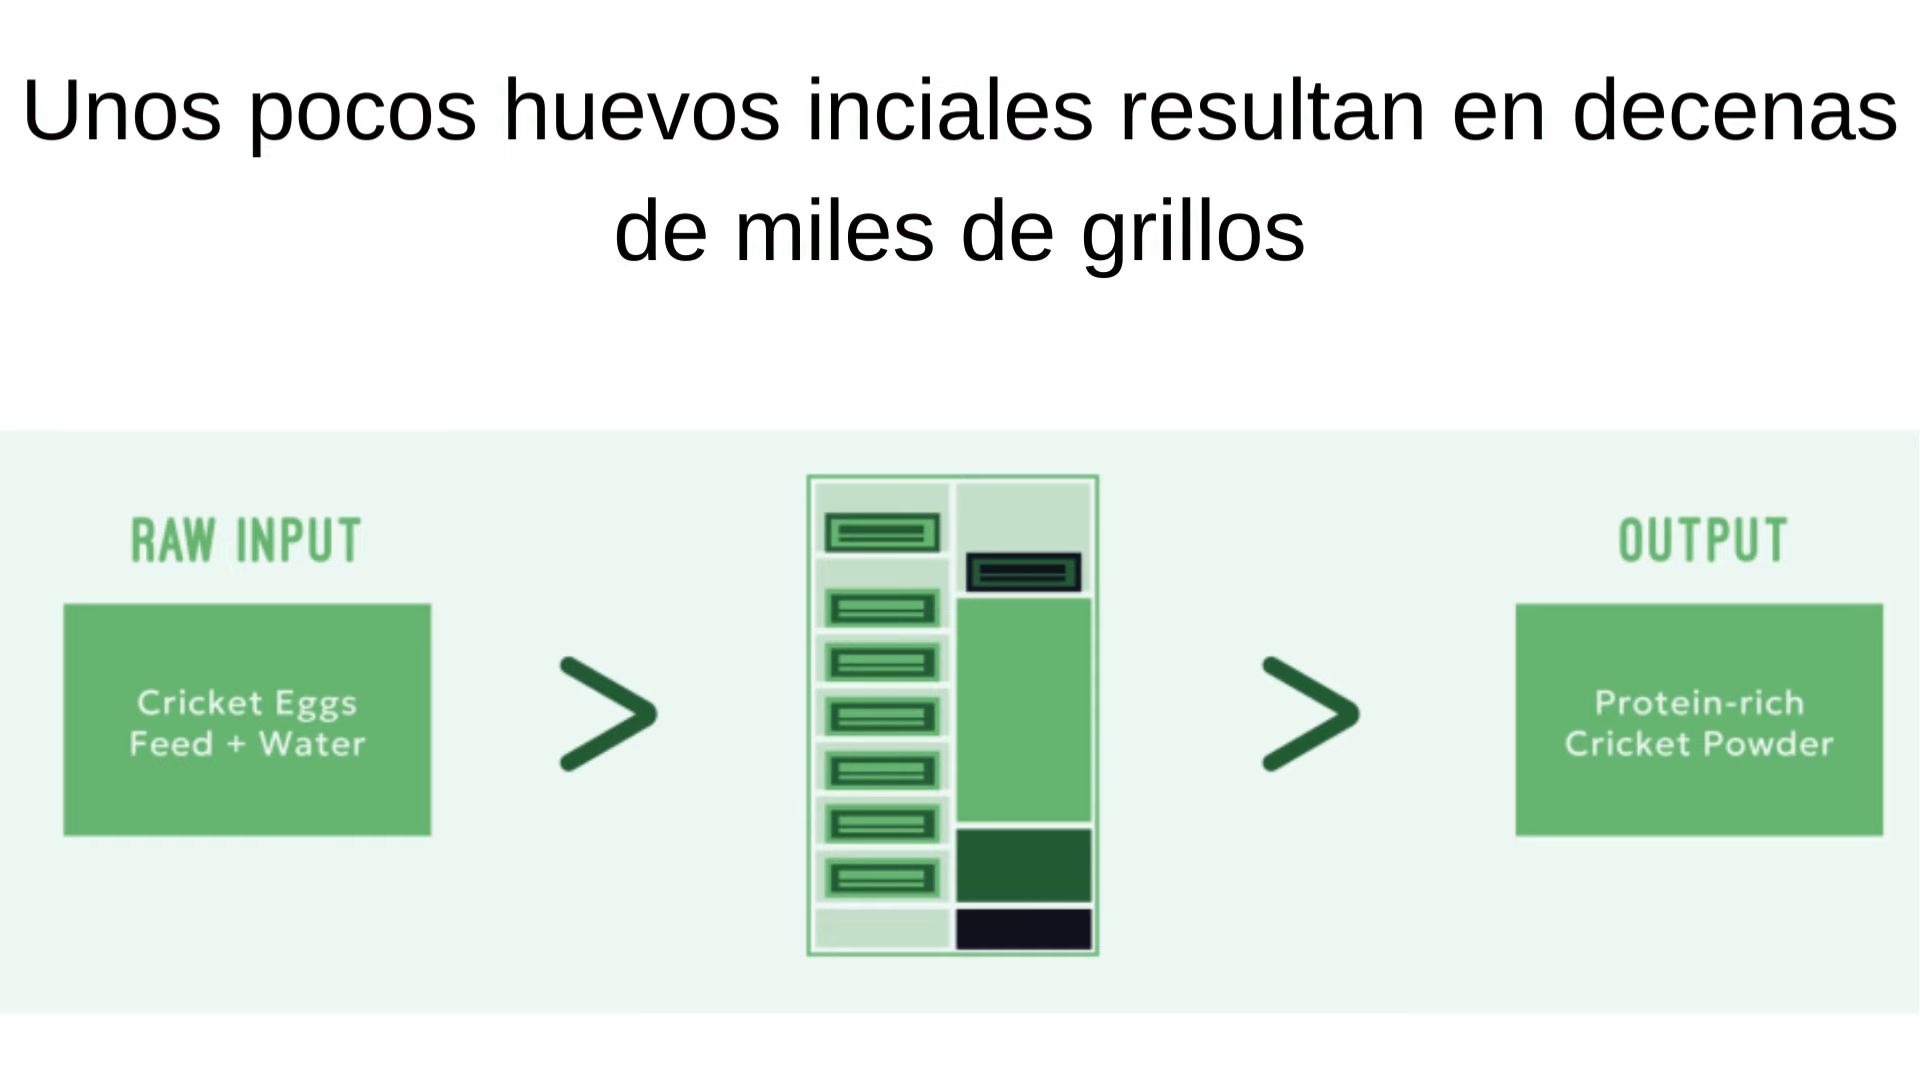 Unos pocos huevos inciales resultan en decenas
de miles de grillos
RAW INPUT
Cricket Eggs
Feed + Water
OUTPUT
Protein-rich
Cricket Powder